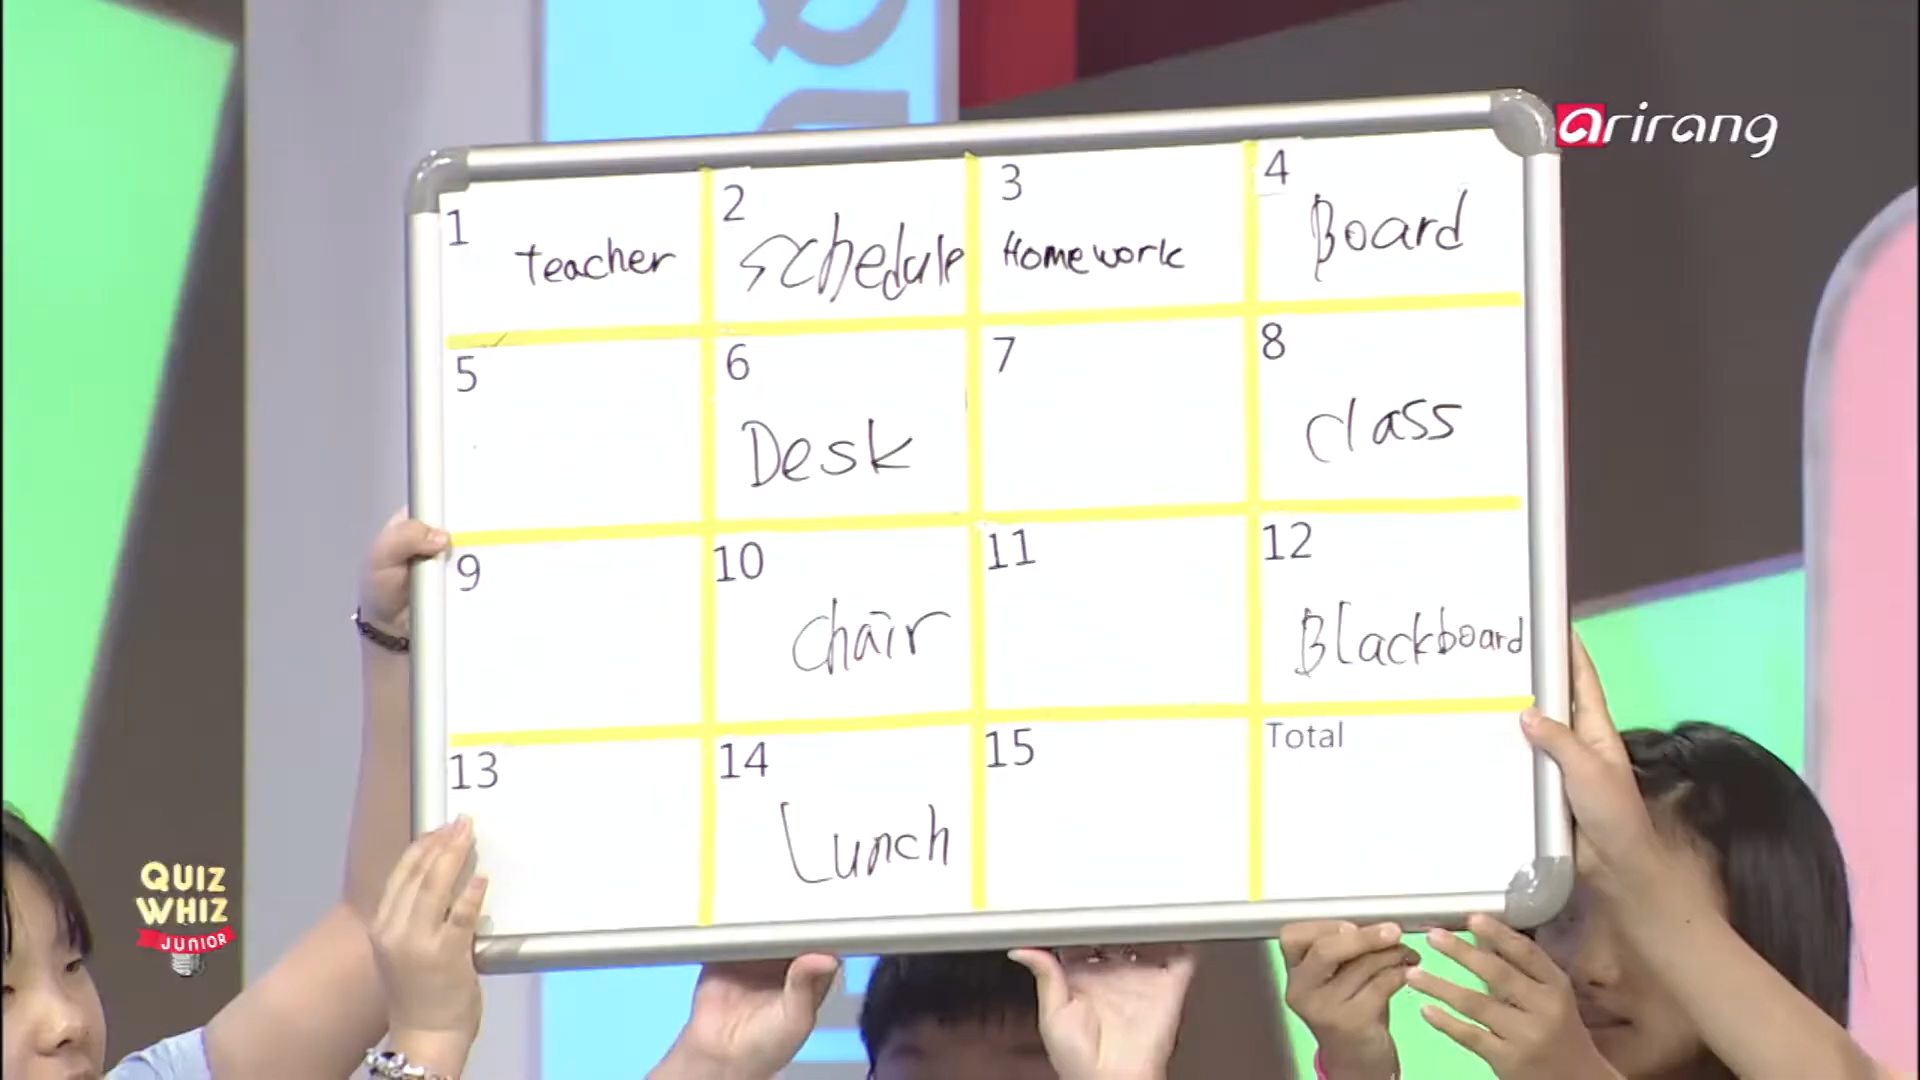 arirang
1
teacher
2
schedule
3
Homework
4
Board
5
6
Desk
7
8
class
9
10
chair
11
12
Blackboard
13
14
Lunch
15
Total
QUIZ
WHIZ
JUNIOR